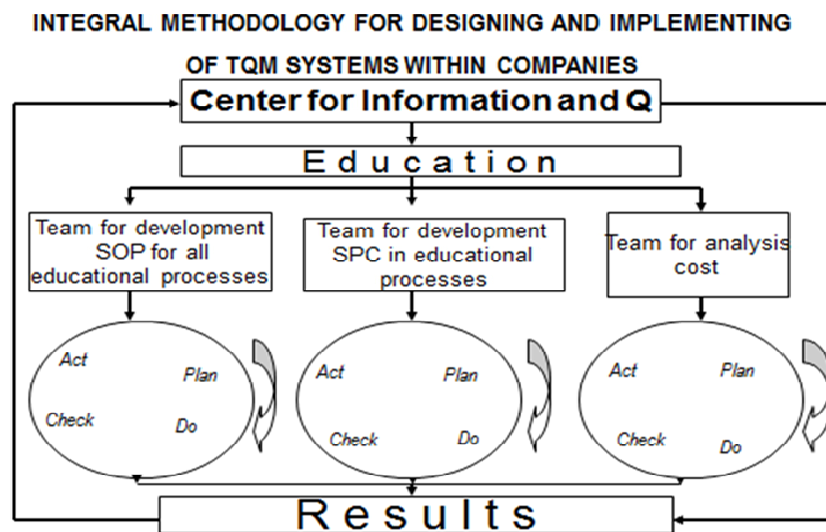 INTEGRAL METHODOLOGY FOR DESIGNING AND IMPLEMENTING
OF TQM SYSTEMS WITHIN COMPANIES
Center for Information and Q
Education
Team for development
SOP for all
educational processes
Team for development
SPC in educational
processes
Team for analysis
cost
Act
Plan
Check
Do
Act
Plan
Check
Do
Act
Plan
Check
Do
Results